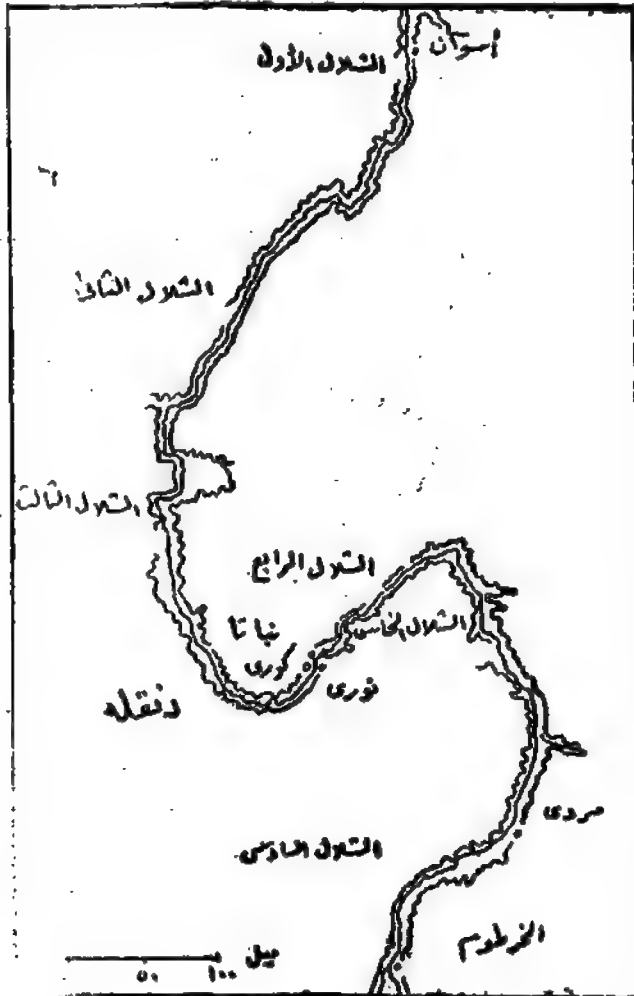 أسوان
الشلال الأول
الشلال الثانى
الشلال الثالث
الشلال الرابع
الشلال الخامس
نباتا
كورى
نورى
دنقله
مروى
الشلال السادس
الخرطوم
ميل
٥٠ ١٠٠